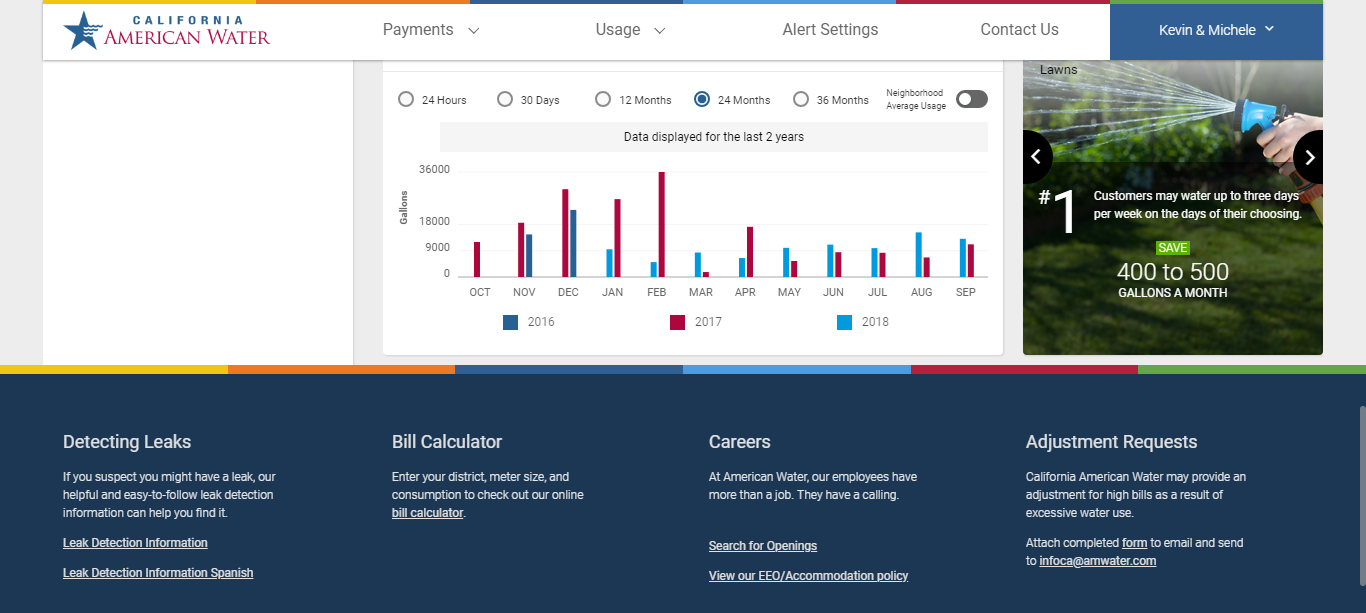 CALIFORNIA
AMERICAN WATER
Payments
Usage
Alert Settings
Contact Us
Kevin & Michele
24 Hours
30 Days
12 Months
24 Months
36 Months
Neighborhood
Average Usage
Data displayed for the last 2 years
Gallons
36000
18000
9000
0
OCT NOV DEC JAN FEB MAR APR MAY JUN JUL AUG SEP
2016 2017 2018
Lawns
#1
Customers may water up to three days
per week on the days of their choosing.
SAVE
400 to 500
GALLONS A MONTH
Detecting Leaks
If you suspect you might have a leak, our
helpful and easy-to-follow leak detection
information can help you find it.
Leak Detection Information
Leak Detection Information Spanish
Bill Calculator
Enter your district, meter size, and
consumption to check out our online
bill calculator.
Careers
At American Water, our employees have
more than a job. They have a calling.
Search for Openings
View our EEO/Accommodation policy
Adjustment Requests
California American Water may provide an
adjustment for high bills as a result of
excessive water use.
Attach completed form to email and send
to infoca@amwater.com